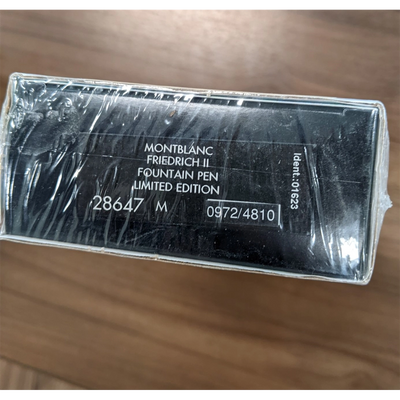 MONTBLANC
FRIEDRICH II
FOUNTAIN PEN
LIMITED EDITION
28647 M
0972/4810
Ident.:01623